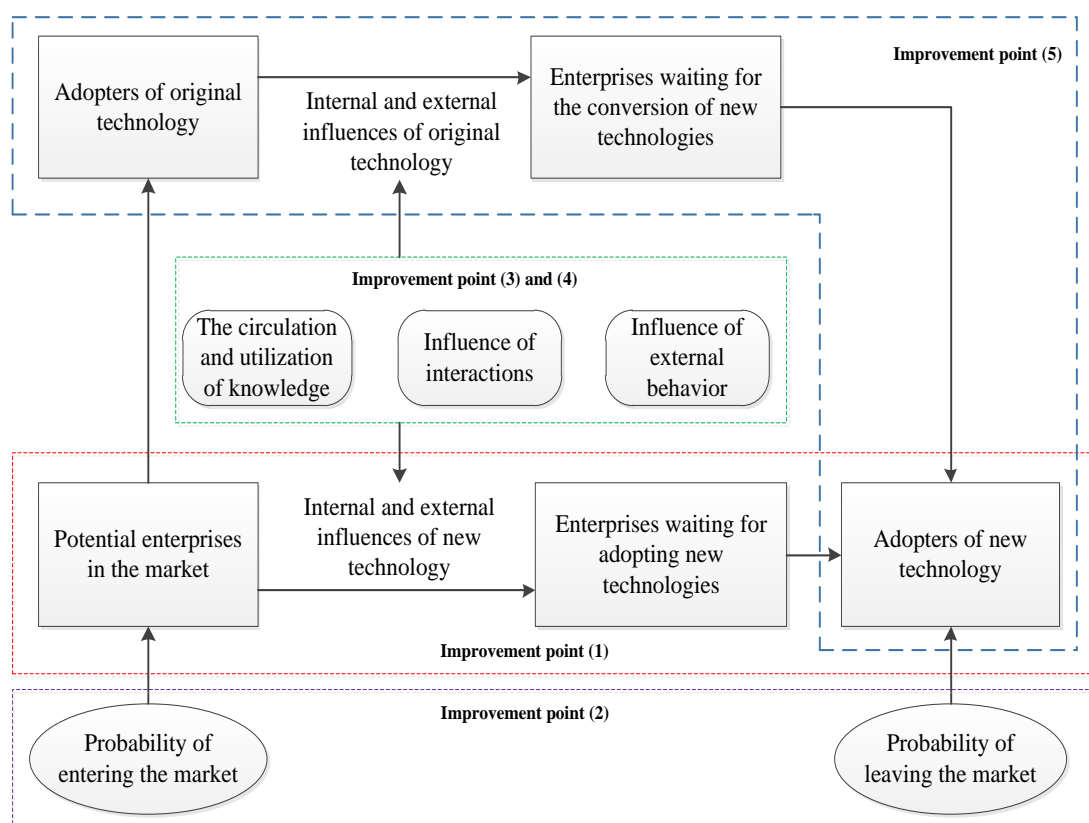 Improvement point (5)
Adopters of original
technology
Internal and external
influences of original
technology
Enterprises waiting for
the conversion of new
technologies
Improvement point (3) and (4)
The circulation
and utilization
of knowledge
Influence of
interactions
Influence of
external
behavior
Potential enterprises
in the market
Internal and external
influences of new
technology
Enterprises waiting for
adopting new
technologies
Adopters of new
technology
Improvement point (1)
Improvement point (2)
Probability of
entering the market
Probability of
leaving the market